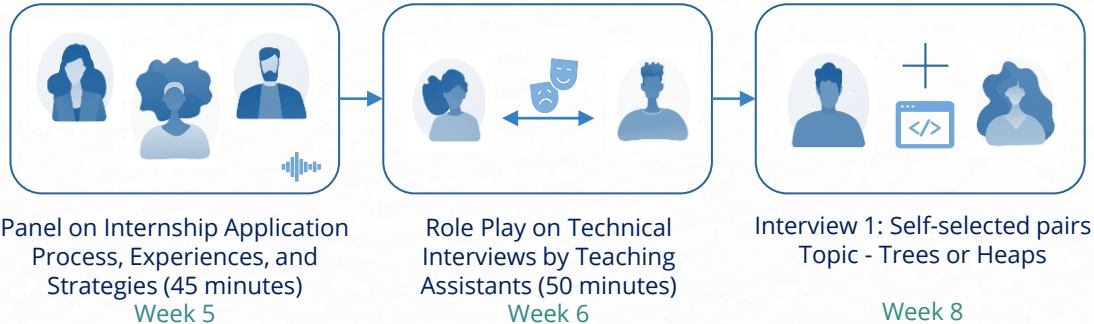 </>
Panel on Internship Application
Process, Experiences, and
Strategies (45 minutes)
Week 5
Role Play on Technical
Interviews by Teaching
Assistants (50 minutes)
Week 6
Interview 1: Self-selected pairs
Topic - Trees or Heaps
Week 8